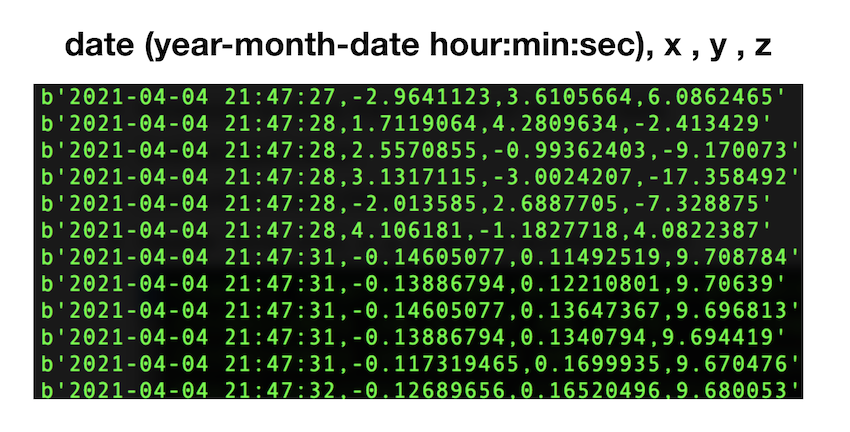 date (year-month-date hour:min:sec), x , y , z
b'2021-04-04 21:47:27,-2.9641123,3.6105664,6.0862465'
b'2021-04-04 21:47:28,1.7119064,4.2809634,-2.413429'
b'2021-04-04 21:47:28,2.5570855,-0.99362403,-9.170073'
b'2021-04-04 21:47:28,3.1317115,-3.0024207,-17.358492'
b'2021-04-04 21:47:28,-2.013585,2.6887705,-7.328875'
b'2021-04-04 21:47:28,4.106181,-1.1827718,4.0822387'
b'2021-04-04 21:47:31,-0.14605077,0.11492519,9.708784'
b'2021-04-04 21:47:31,-0.13886794,0.12210801,9.70639'
b'2021-04-04 21:47:31,-0.14605077,0.13647367,9.696813'
b'2021-04-04 21:47:31,-0.13886794,0.1340794,9.694419'
b'2021-04-04 21:47:31,-0.117319465,0.1699935,9.670476'
b'2021-04-04 21:47:32,-0.12689656,0.16520496,9.680053'